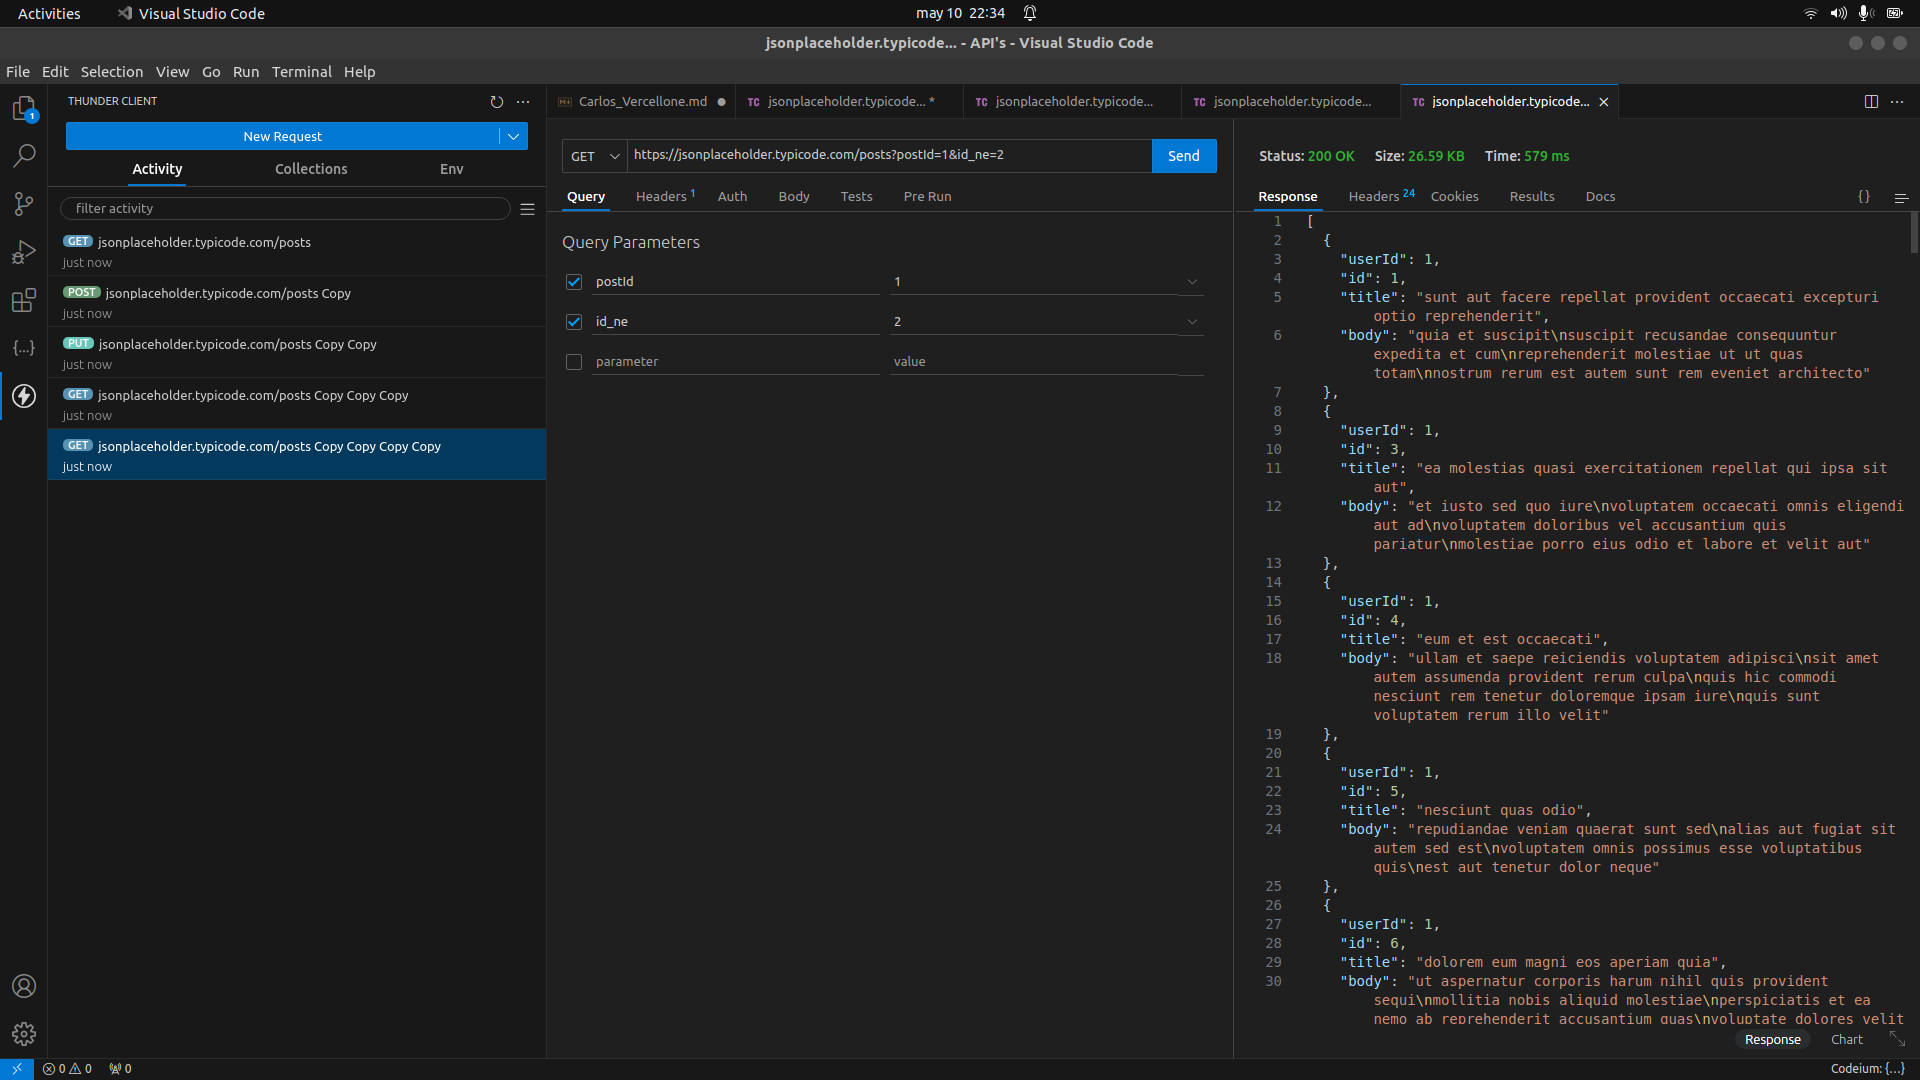 Activities
Visual Studio Code
may 10 22:34
jsonplaceholder.typicode... - API's - Visual Studio Code
File Edit Selection View Go Run Terminal Help
THUNDER CLIENT
New Request
Activity Collections Env
filter activity
GET jsonplaceholder.typicode.com/posts
just now
POST jsonplaceholder.typicode.com/posts Copy
just now
PUT jsonplaceholder.typicode.com/posts Copy Copy
just now
GET jsonplaceholder.typicode.com/posts Copy Copy Copy
just now
GET jsonplaceholder.typicode.com/posts Copy Copy Copy Copy
just now
1
Carlos_Vercellone.md
TC jsonplaceholder.typicode... *
TC jsonplaceholder.typicode...
TC jsonplaceholder.typicode...
TC jsonplaceholder.typicode...
GET https://jsonplaceholder.typicode.com/posts?postId=1&id_ne=2 Send
Query Headers 1 Auth Body Tests Pre Run
Query Parameters
postId 1
id_ne 2
parameter value
Status: 200 OK Size: 26.59 KB Time: 579 ms
Response Headers 24 Cookies Results Docs {}
1 [
2 {
3 "userId": 1,
4 "id": 1,
5 "title": "sunt aut facere repellat provident occaecati excepturi
optio reprehenderit",
6 "body": "quia et suscipit\nsuscipit recusandae consequuntur
expedita et cum\nreprehenderit molestiae ut ut quas
totam\nnostrum rerum est autem sunt rem eveniet architecto"
7 },
8 {
9 "userId": 1,
10 "id": 3,
11 "title": "ea molestias quasi exercitationem repellat qui ipsa sit
aut",
12 "body": "et iusto sed quo iure\nvoluptatem occaecati omnis eligendi
aut ad\nvoluptatem doloribus vel accusantium quis
pariatur\nmolestiae porro eius odio et labore et velit aut"
13 },
14 {
15 "userId": 1,
16 "id": 4,
17 "title": "eum et est occaecati",
18 "body": "ullam et saepe reiciendis voluptatem adipisci\nsit amet
autem assumenda provident rerum culpa\nquis hic commodi
nesciunt rem tenetur doloremque ipsam iure\nquis sunt
voluptatem rerum illo velit"
19 },
20 {
21 "userId": 1,
22 "id": 5,
23 "title": "nesciunt quas odio",
24 "body": "repudiandae veniam quaerat sunt sed\nalias aut fugiat sit
autem sed est\nvoluptatem omnis possimus esse voluptatibus
quis\nest aut tenetur dolor neque"
25 },
26 {
27 "userId": 1,
28 "id": 6,
29 "title": "dolorem eum magni eos aperiam quia",
30 "body": "ut aspernatur corporis harum nihil quis provident
sequi\nmollitia nobis aliquid molestiae\nperspiciatis et ea
nemo ab reprehenderit accusantium quas\nvoluptate dolores velit
Response Chart
0 0 0
Codeium: {...}